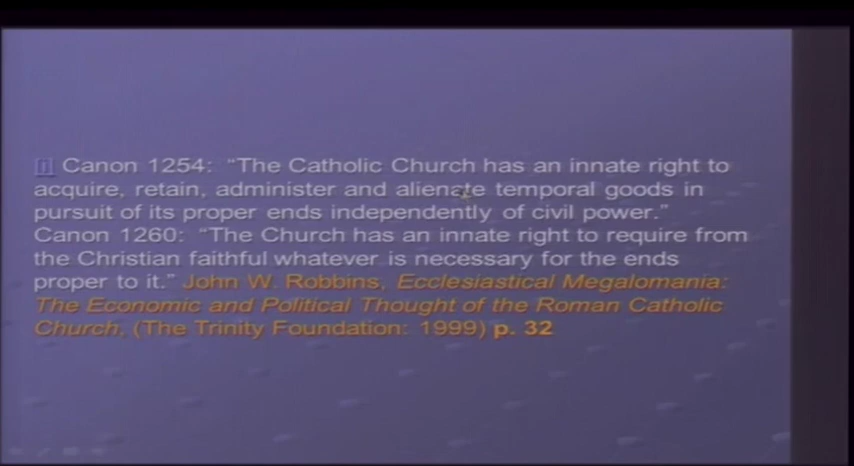 [1] Canon 1254: “The Catholic Church has an innate right to
acquire, retain, administer and alienate temporal goods in
pursuit of its proper ends independently of civil power.”
Canon 1260: “The Church has an innate right to require from
the Christian faithful whatever is necessary for the ends
proper to it.” John W. Robbins, Ecclesiastical Megalomania:
The Economic and Political Thought of the Roman Catholic
Church. (The Trinity Foundation: 1999) p. 32